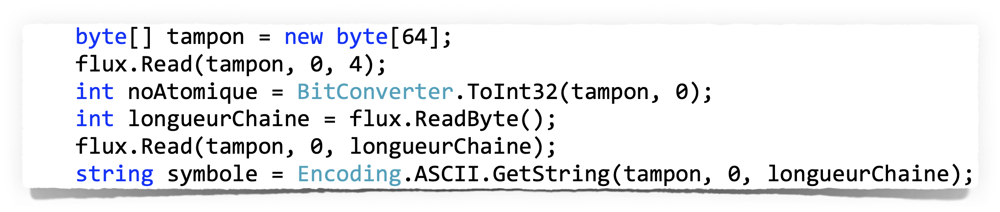 byte[] tampon = new byte[64];
flux.Read(tampon, 0, 4);
int noAtomique = BitConverter.ToInt32(tampon, 0);
int longueurChaine = flux.ReadByte();
flux.Read(tampon, 0, longueurChaine);
string symbole = Encoding.ASCII.GetString(tampon, 0, longueurChaine);